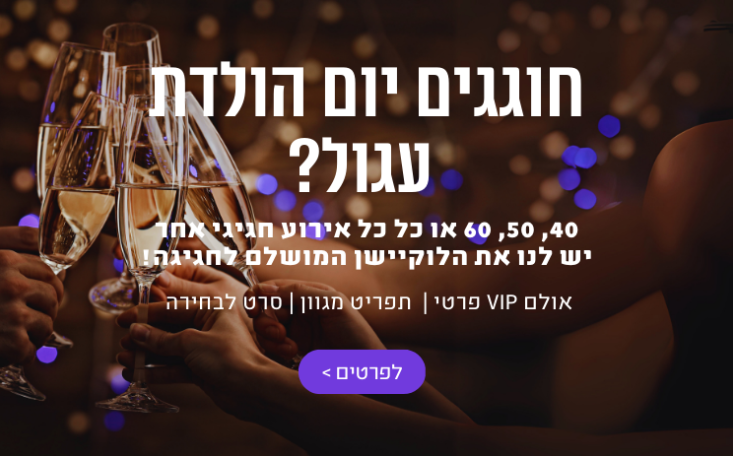 חוגגים יום הולדת
עגול?
40, 50, 60 או כל כל אירוע חגיגי אחר
יש לנו את הלוקיישן המושלם לחגיגה!
אולם VIP פרטי | תפריט מגוון | סרט לבחירה
לפרטים >